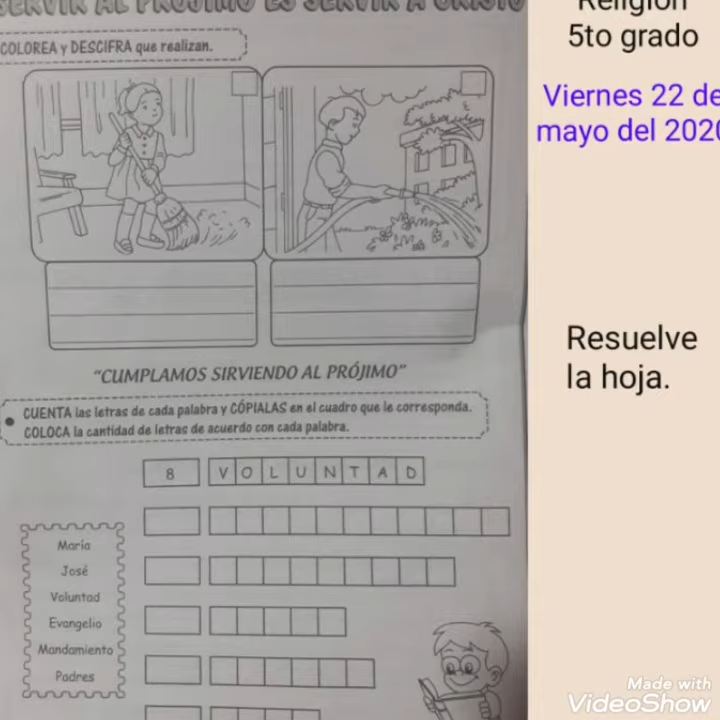 SERVIR AL PRÓJIMO ES SERVIR A CRISTO
Religión
5to grado
COLOREA y DESCIFRA que realizan.
Viernes 22 de
mayo del 2020
Resuelve
la hoja.
“CUMPLAMOS SIRVIENDO AL PRÓJIMO”
CUENTA las letras de cada palabra y CÓPIALAS en el cuadro que le corresponda.
COLOCA la cantidad de letras de acuerdo con cada palabra.
8 V O L U N T A D
María
José
Voluntad
Evangelio
Mandamiento
Padres
Made with
VideoShow